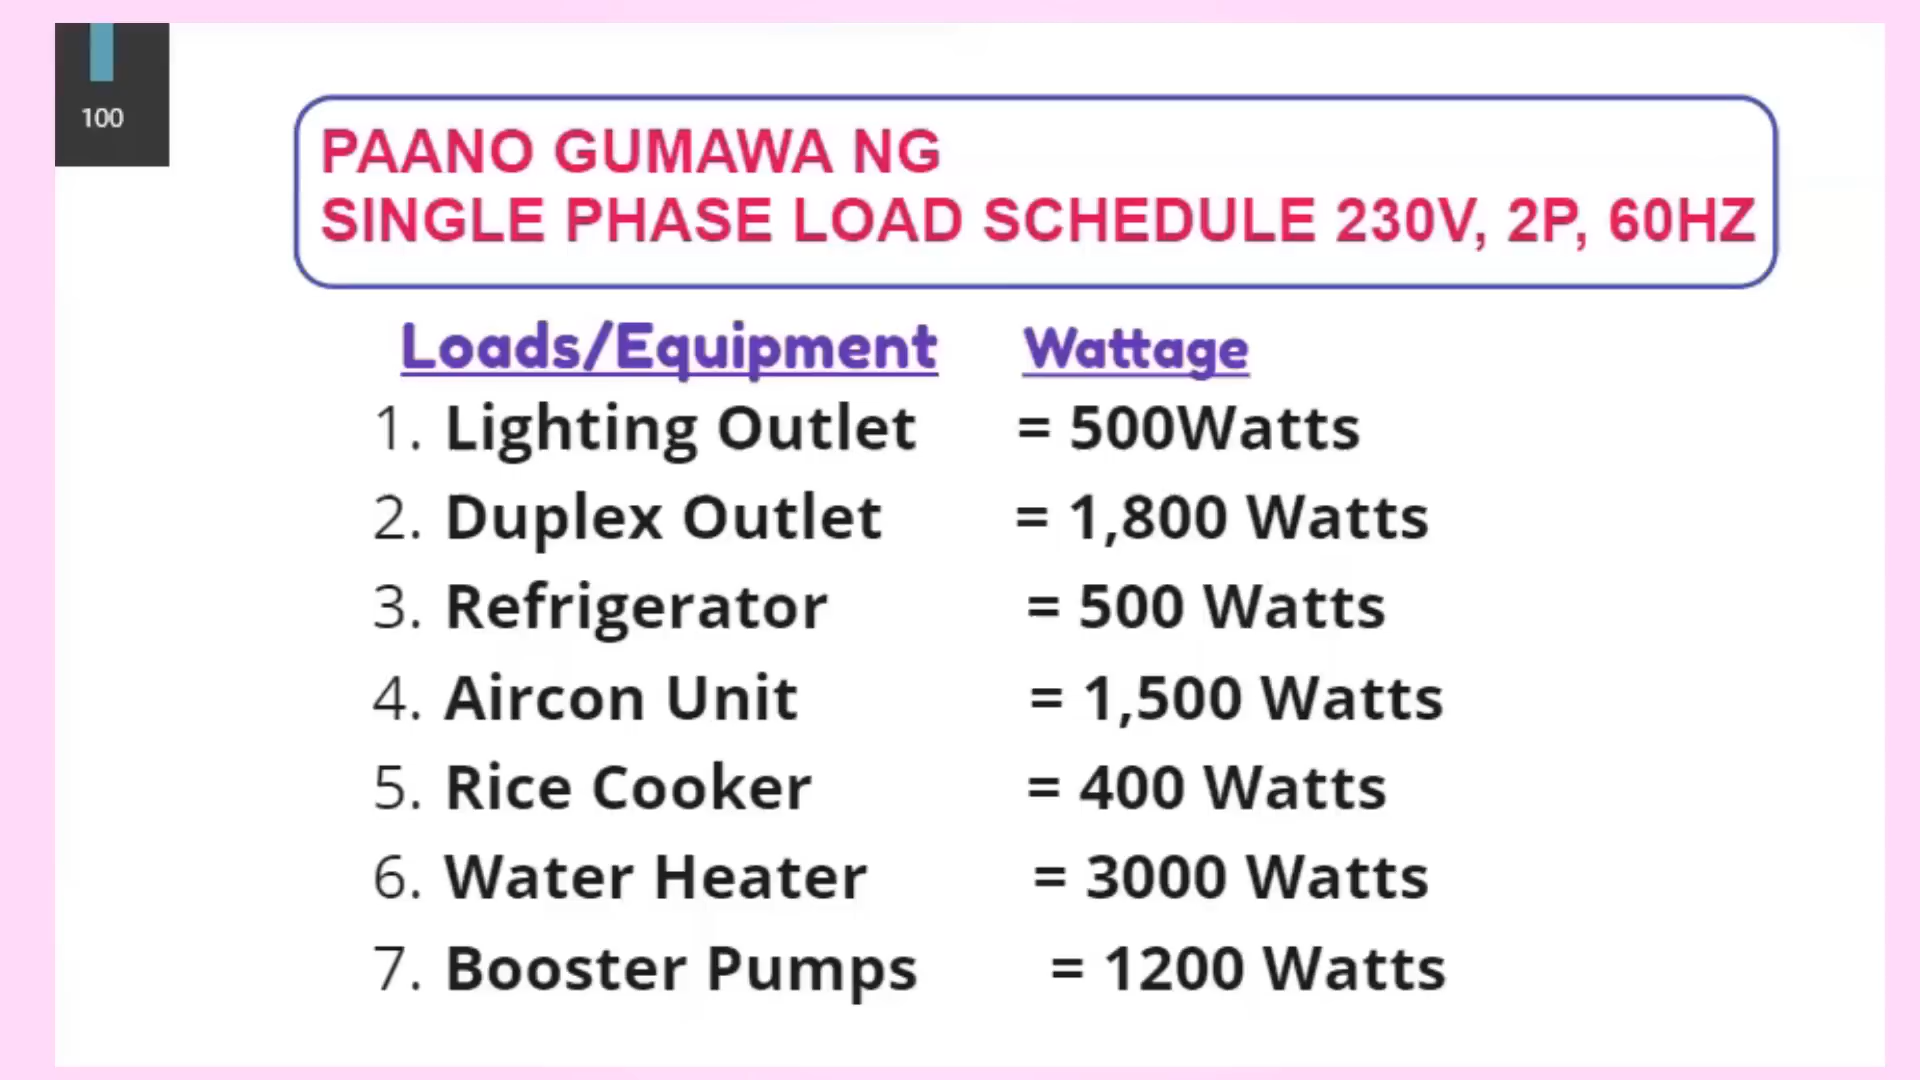 100
PAANO GUMAWA NG
SINGLE PHASE LOAD SCHEDULE 230V, 2P, 60HZ
Loads/Equipment Wattage
1. Lighting Outlet = 500Watts
2. Duplex Outlet = 1,800 Watts
3. Refrigerator = 500 Watts
4. Aircon Unit = 1,500 Watts
5. Rice Cooker = 400 Watts
6. Water Heater = 3000 Watts
7. Booster Pumps = 1200 Watts